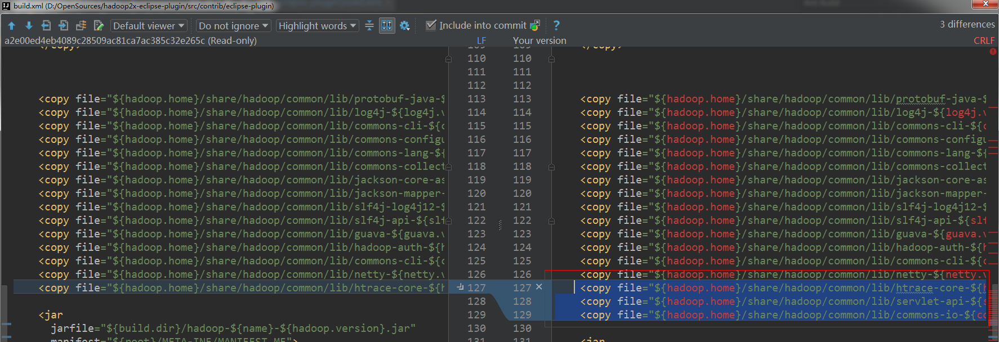 build.xml (D:/OpenSources/hadoop2x-eclipse-plugin/src/contrib/eclipse-plugin)
Default viewer Do not ignore Highlight words Include into commit ? 3 differences
a2e00ed4eb4089c28509ac81ca7ac385c32e265c (Read-only) LF Your version CRLF
</copy> 109 109 </copy>
110 110
111 111
112 112
<copy file="${hadoop.home}/share/hadoop/common/lib/protobuf-java-$ 113 113 <copy file="${hadoop.home}/share/hadoop/common/lib/protobuf-java-$
<copy file="${hadoop.home}/share/hadoop/common/lib/log4j-${log4j.v 114 114 <copy file="${hadoop.home}/share/hadoop/common/lib/log4j-${log4j.v
<copy file="${hadoop.home}/share/hadoop/common/lib/commons-cli-${c 115 115 <copy file="${hadoop.home}/share/hadoop/common/lib/commons-cli-${c
<copy file="${hadoop.home}/share/hadoop/common/lib/commons-configu 116 116 <copy file="${hadoop.home}/share/hadoop/common/lib/commons-configu
<copy file="${hadoop.home}/share/hadoop/common/lib/commons-lang-${ 117 117 <copy file="${hadoop.home}/share/hadoop/common/lib/commons-lang-${
<copy file="${hadoop.home}/share/hadoop/common/lib/commons-collect 118 118 <copy file="${hadoop.home}/share/hadoop/common/lib/commons-collect
<copy file="${hadoop.home}/share/hadoop/common/lib/jackson-core-as 119 119 <copy file="${hadoop.home}/share/hadoop/common/lib/jackson-core-as
<copy file="${hadoop.home}/share/hadoop/common/lib/jackson-mapper- 120 120 <copy file="${hadoop.home}/share/hadoop/common/lib/jackson-mapper-
<copy file="${hadoop.home}/share/hadoop/common/lib/slf4j-log4j12-$ 121 121 <copy file="${hadoop.home}/share/hadoop/common/lib/slf4j-log4j12-$
<copy file="${hadoop.home}/share/hadoop/common/lib/slf4j-api-${slf 122 122 <copy file="${hadoop.home}/share/hadoop/common/lib/slf4j-api-${slf
<copy file="${hadoop.home}/share/hadoop/common/lib/guava-${guava.v 123 123 <copy file="${hadoop.home}/share/hadoop/common/lib/guava-${guava.v
<copy file="${hadoop.home}/share/hadoop/common/lib/hadoop-auth-${h 124 124 <copy file="${hadoop.home}/share/hadoop/common/lib/hadoop-auth-${h
<copy file="${hadoop.home}/share/hadoop/common/lib/commons-cli-${c 125 125 <copy file="${hadoop.home}/share/hadoop/common/lib/commons-cli-${c
<copy file="${hadoop.home}/share/hadoop/common/lib/netty-${netty.v 126 126 <copy file="${hadoop.home}/share/hadoop/common/lib/netty-${netty.v
<copy file="${hadoop.home}/share/hadoop/common/lib/htrace-core-${h 127 127 <copy file="${hadoop.home}/share/hadoop/common/lib/htrace-core-${h
128 128 <copy file="${hadoop.home}/share/hadoop/common/lib/servlet-api-${s
<jar 129 129 <copy file="${hadoop.home}/share/hadoop/common/lib/commons-io-${co
jarfile="${build.dir}/hadoop-${name}-${hadoop.version}.jar" 130 130
manifest="${root}/META-INF/MANIFEST.MF"> 131 131 <jar